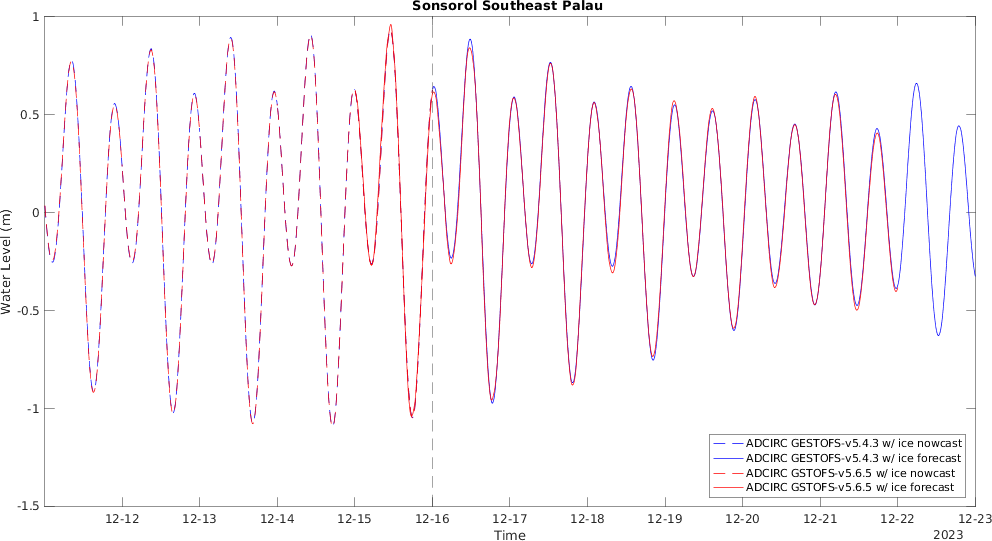 Sonsorol Southeast Palau
Water Level (m)
1
0.5
0
-0.5
-1
-1.5
ADCIRC GESTOFS-v5.4.3 w/ ice nowcast
ADCIRC GESTOFS-v5.4.3 w/ ice forecast
ADCIRC GSTOFS-v5.6.5 w/ ice nowcast
ADCIRC GSTOFS-v5.6.5 w/ ice forecast
12-12 12-13 12-14 12-15 12-16 12-17 12-18 12-19 12-20 12-21 12-22 12-23
Time
2023